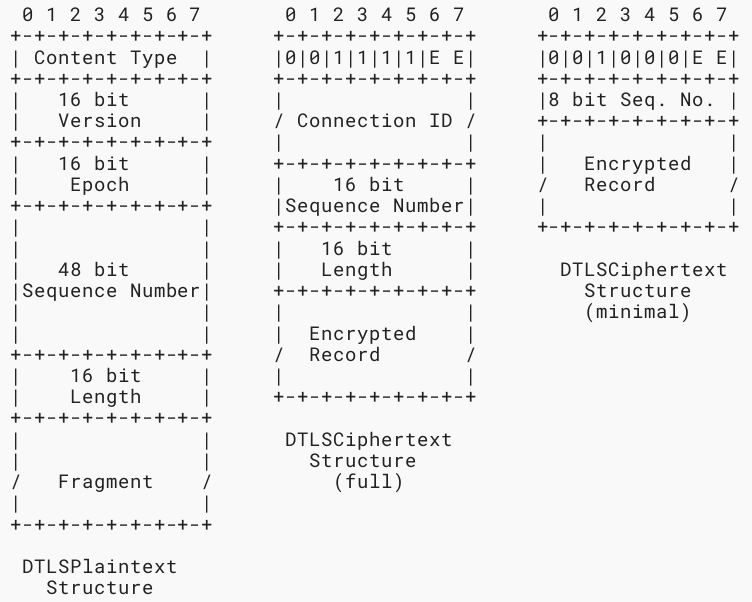 0 1 2 3 4 5 6 7       0 1 2 3 4 5 6 7       0 1 2 3 4 5 6 7
+-+-+-+-+-+-+-+-+     +-+-+-+-+-+-+-+-+     +-+-+-+-+-+-+-+-+
| Content Type  |     |0|0|1|1|1|1|E E|     |0|0|1|0|0|0|E E|
+-+-+-+-+-+-+-+-+     +-+-+-+-+-+-+-+-+     +-+-+-+-+-+-+-+-+
|   16 bit      |     |               |     |8 bit Seq. No. |
|   Version     |     / Connection ID /     +-+-+-+-+-+-+-+-+
+-+-+-+-+-+-+-+-+     |               |     |               |
|   16 bit      |     +-+-+-+-+-+-+-+-+     |   Encrypted   |
|    Epoch      |     |    16 bit     |     /   Record      /
+-+-+-+-+-+-+-+-+     |Sequence Number|     |               |
|               |     +-+-+-+-+-+-+-+-+     +-+-+-+-+-+-+-+-+
|               |     |   16 bit      |
|   48 bit      |     |   Length      |       DTLSCiphertext
|Sequence Number|     +-+-+-+-+-+-+-+-+         Structure
|               |     |               |         (minimal)
|               |     |  Encrypted    |
+-+-+-+-+-+-+-+-+     /  Record       /
|    16 bit     |     |               |
|    Length     |     +-+-+-+-+-+-+-+-+
+-+-+-+-+-+-+-+-+
|               |      DTLSCiphertext
|               |        Structure
/   Fragment    /          (full)
|               |
+-+-+-+-+-+-+-+-+

 DTLSPlaintext
   Structure